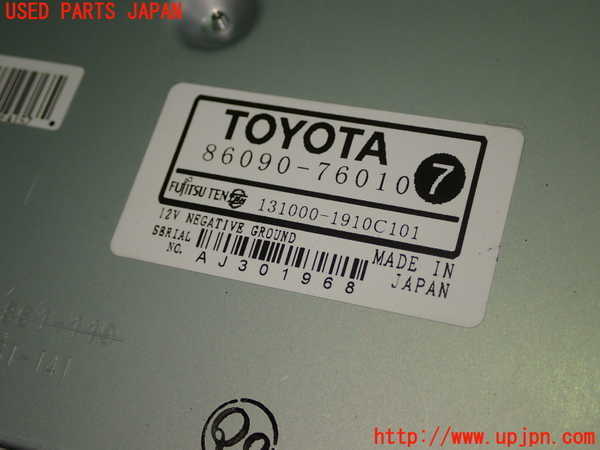 USED PARTS JAPAN
TOYOTA
86090-76010 7
FUJITSU TEN 131000-1910C101
12V NEGATIVE GROUND
SERIAL NO. AJ301968
MADE IN JAPAN
http://www.upjpn.com